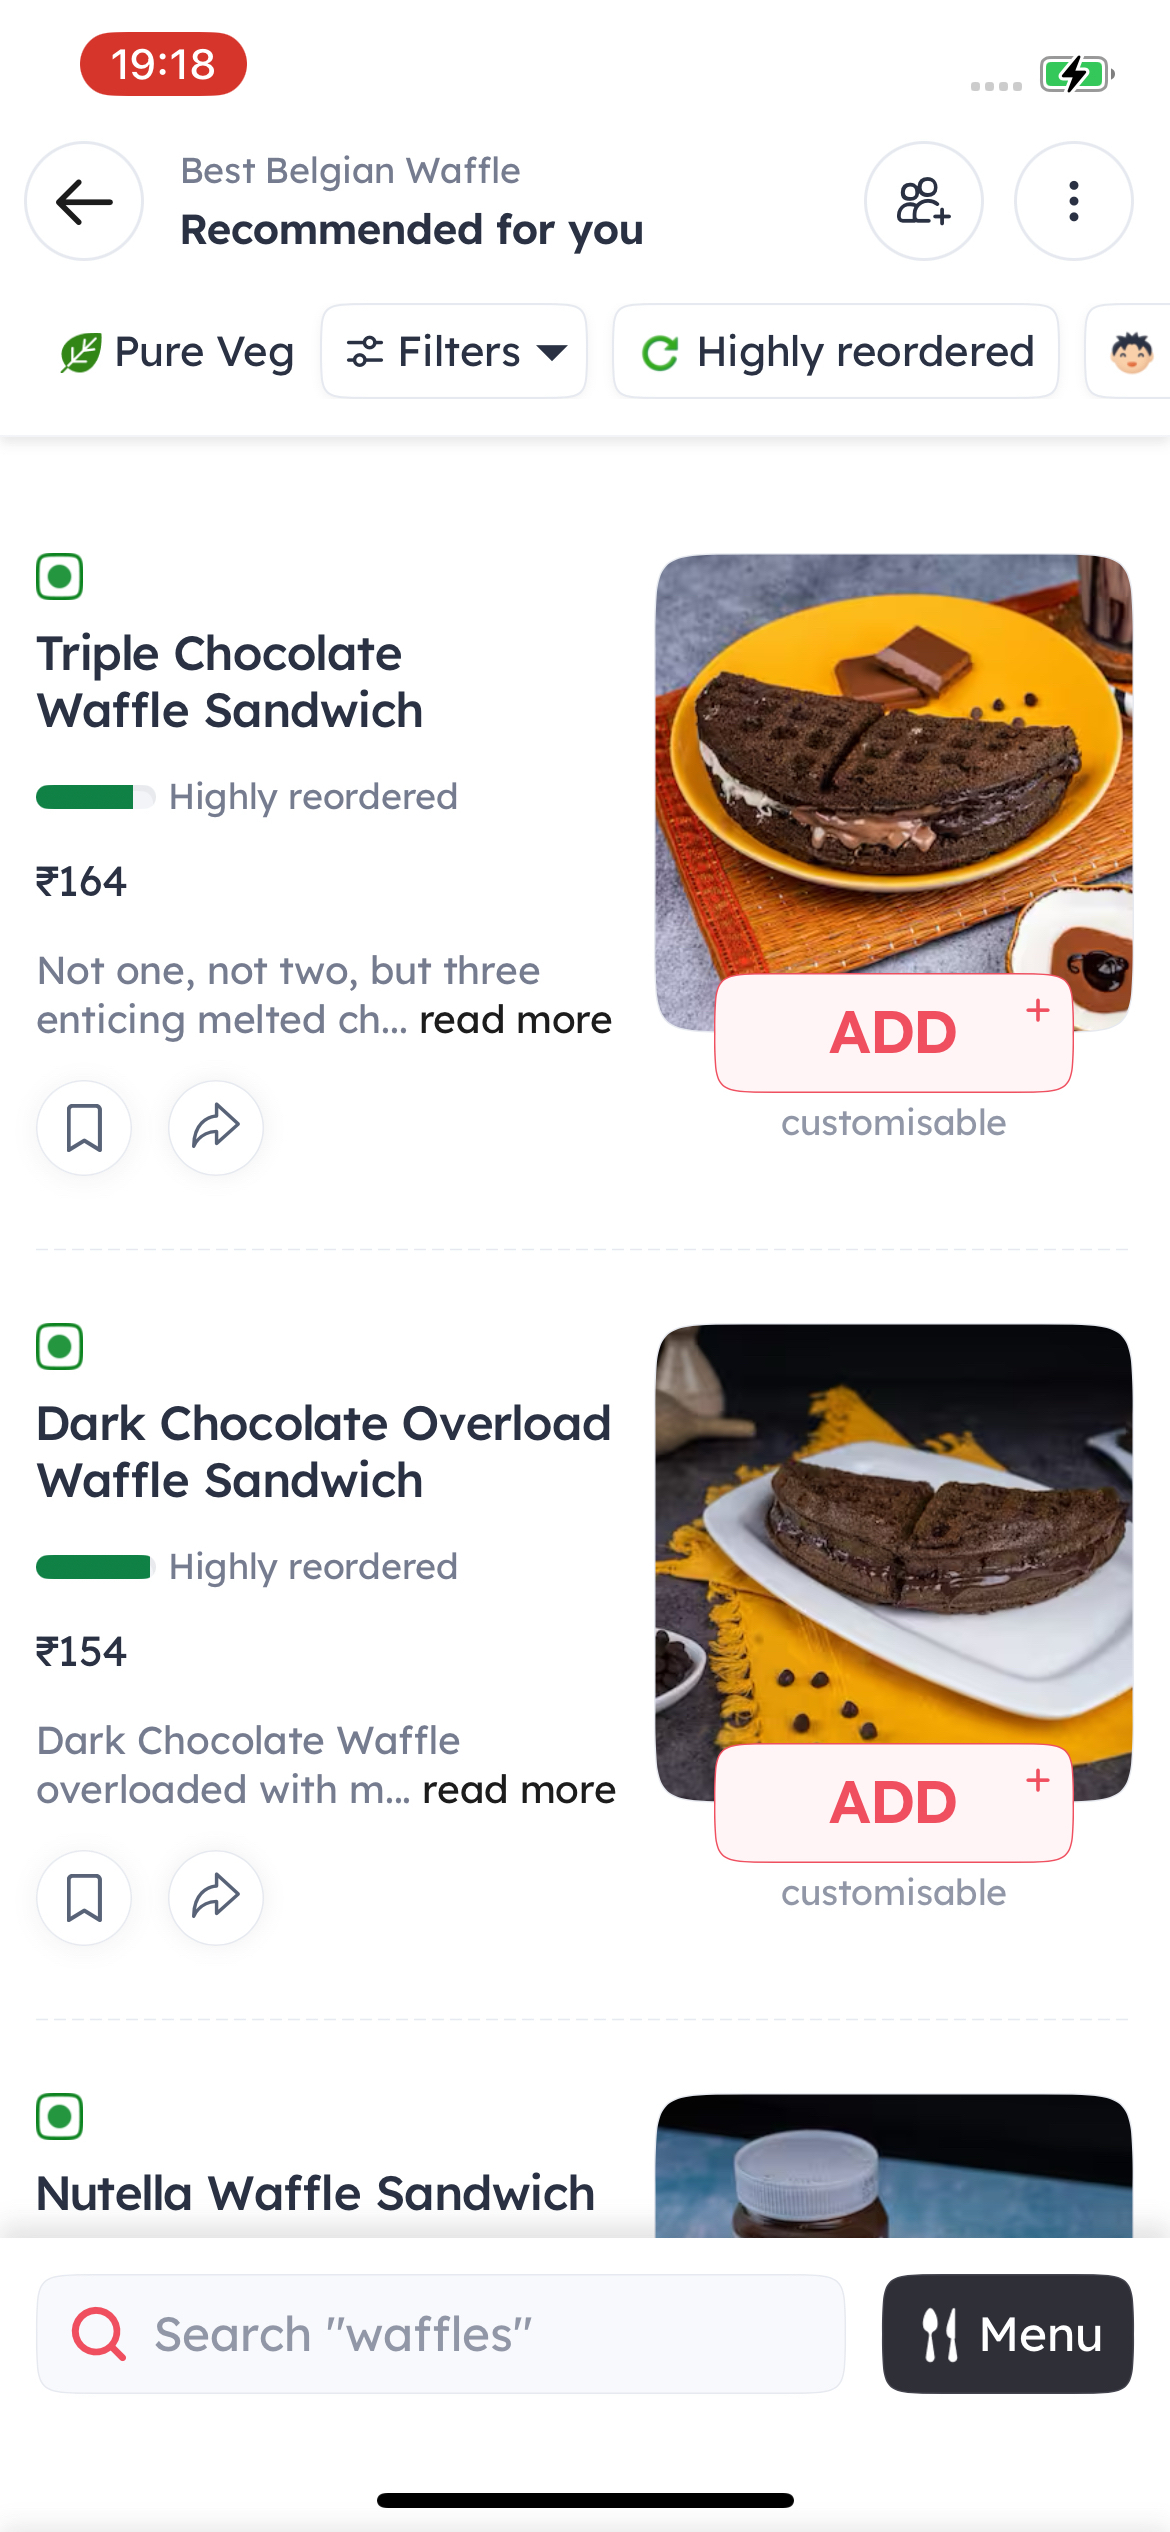 19:18
Best Belgian Waffle
Recommended for you
Pure Veg
Filters
Highly reordered
Triple Chocolate
Waffle Sandwich
Highly reordered
₹164
Not one, not two, but three
enticing melted ch... read more
ADD +
customisable
Dark Chocolate Overload
Waffle Sandwich
Highly reordered
₹154
Dark Chocolate Waffle
overloaded with m... read more
ADD +
customisable
Nutella Waffle Sandwich
Search "waffles"
Menu